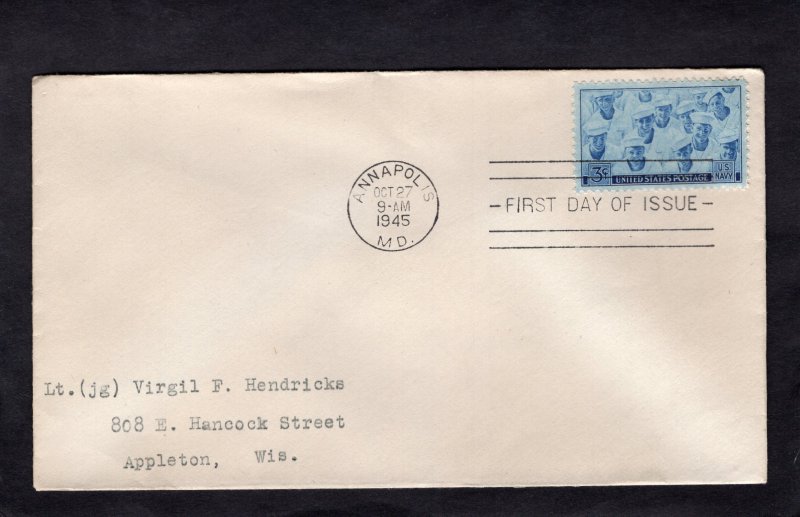 ANNAPOLIS
OCT 27
9-AM
1945
MD.
3¢ UNITED STATES POSTAGE U.S. NAVY
-FIRST DAY OF ISSUE-
Lt.(jg) Virgil F. Hendricks
808 E. Hancock Street
Appleton, Wis.